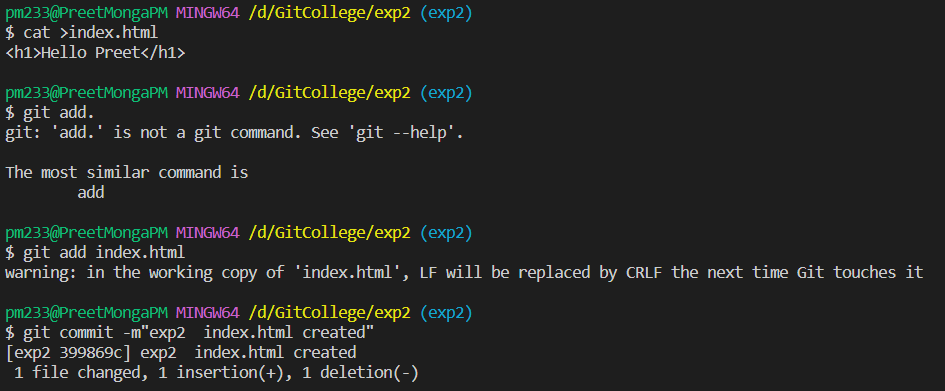 pm233@PreetMongaPM MINGW64 /d/GitCollege/exp2 (exp2)
$ cat >index.html
<h1>Hello Preet</h1>
pm233@PreetMongaPM MINGW64 /d/GitCollege/exp2 (exp2)
$ git add.
git: 'add.' is not a git command. See 'git --help'.
The most similar command is
        add
pm233@PreetMongaPM MINGW64 /d/GitCollege/exp2 (exp2)
$ git add index.html
warning: in the working copy of 'index.html', LF will be replaced by CRLF the next time Git touches it
pm233@PreetMongaPM MINGW64 /d/GitCollege/exp2 (exp2)
$ git commit -m"exp2  index.html created"
[exp2 399869c] exp2  index.html created
 1 file changed, 1 insertion(+), 1 deletion(-)